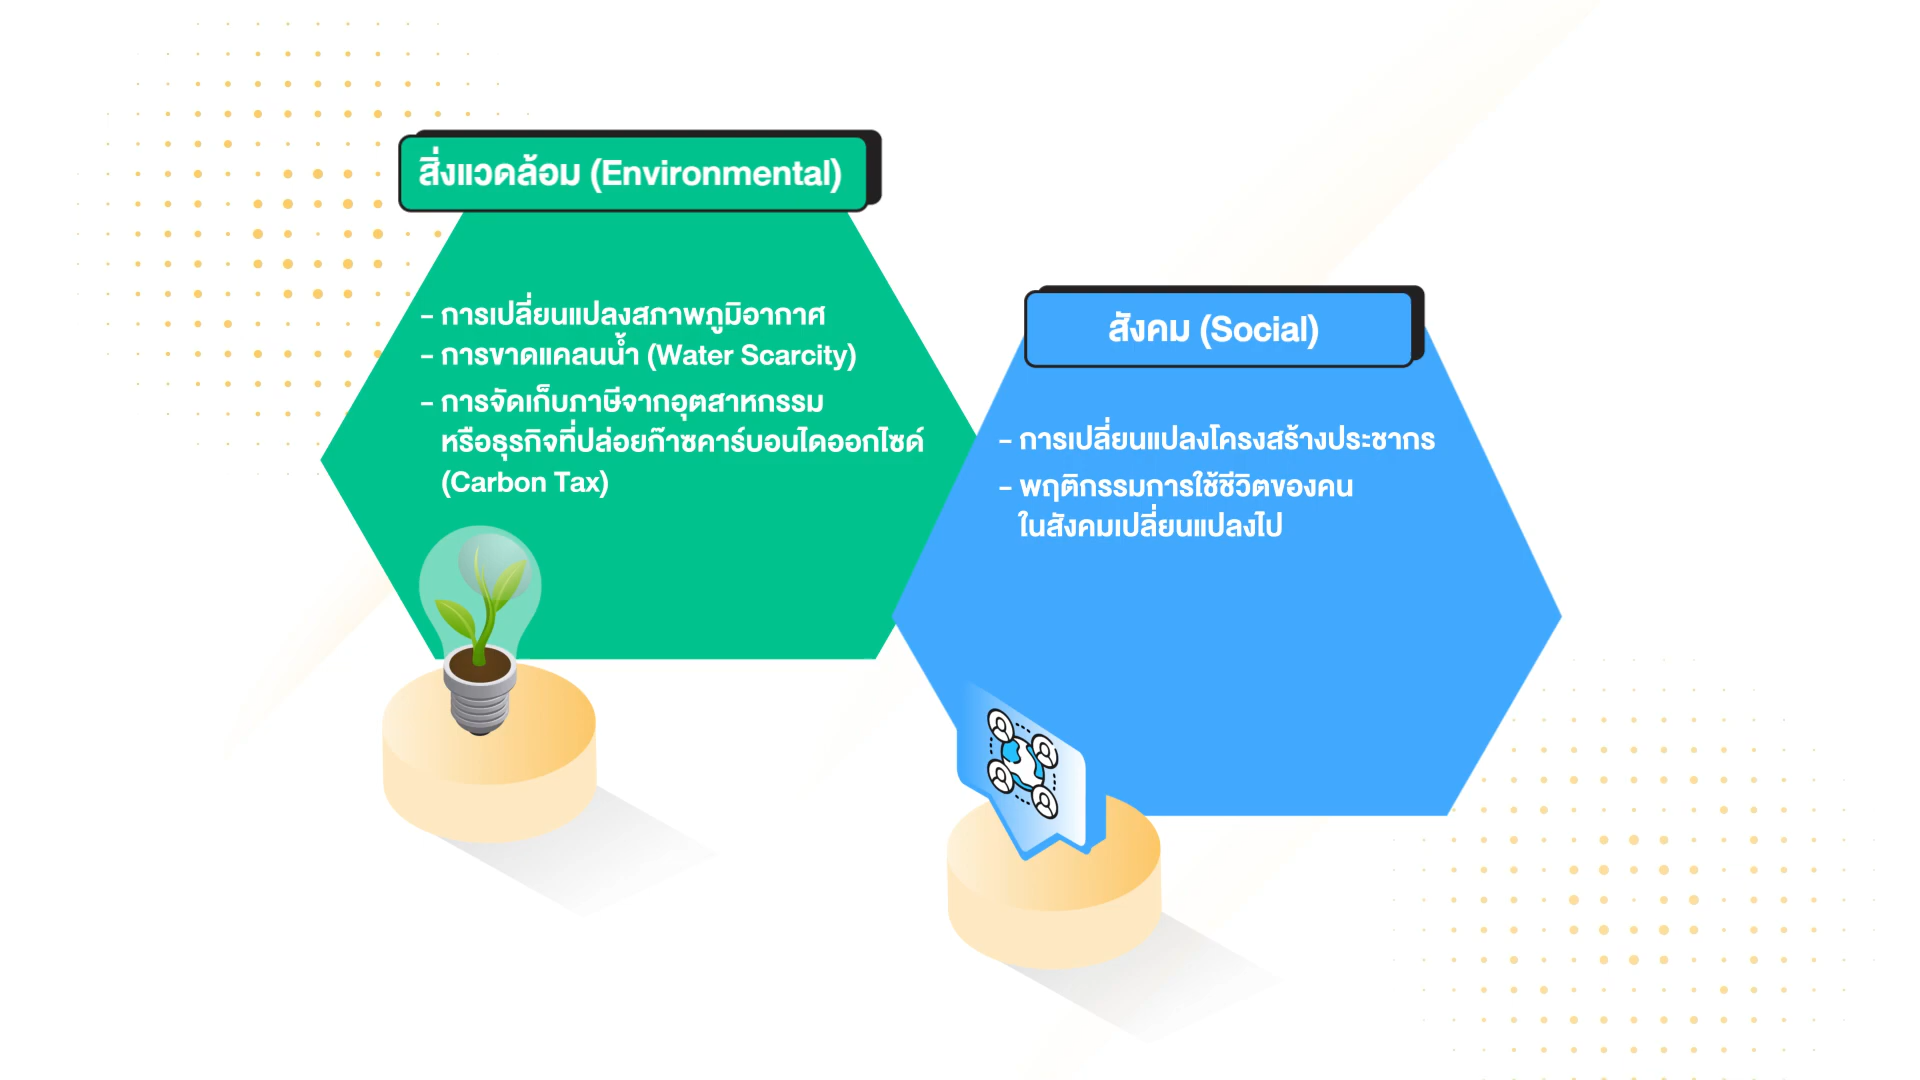 สิ่งแวดล้อม (Environmental)
- การเปลี่ยนแปลงสภาพภูมิอากาศ
- การขาดแคลนน้ำ (Water Scarcity)
- การจัดเก็บภาษีจากอุตสาหกรรม
หรือธุรกิจที่ปล่อยก๊าซคาร์บอนไดออกไซด์
(Carbon Tax)
สังคม (Social)
- การเปลี่ยนแปลงโครงสร้างประชากร
- พฤติกรรมการใช้ชีวิตของคน
ในสังคมเปลี่ยนแปลงไป